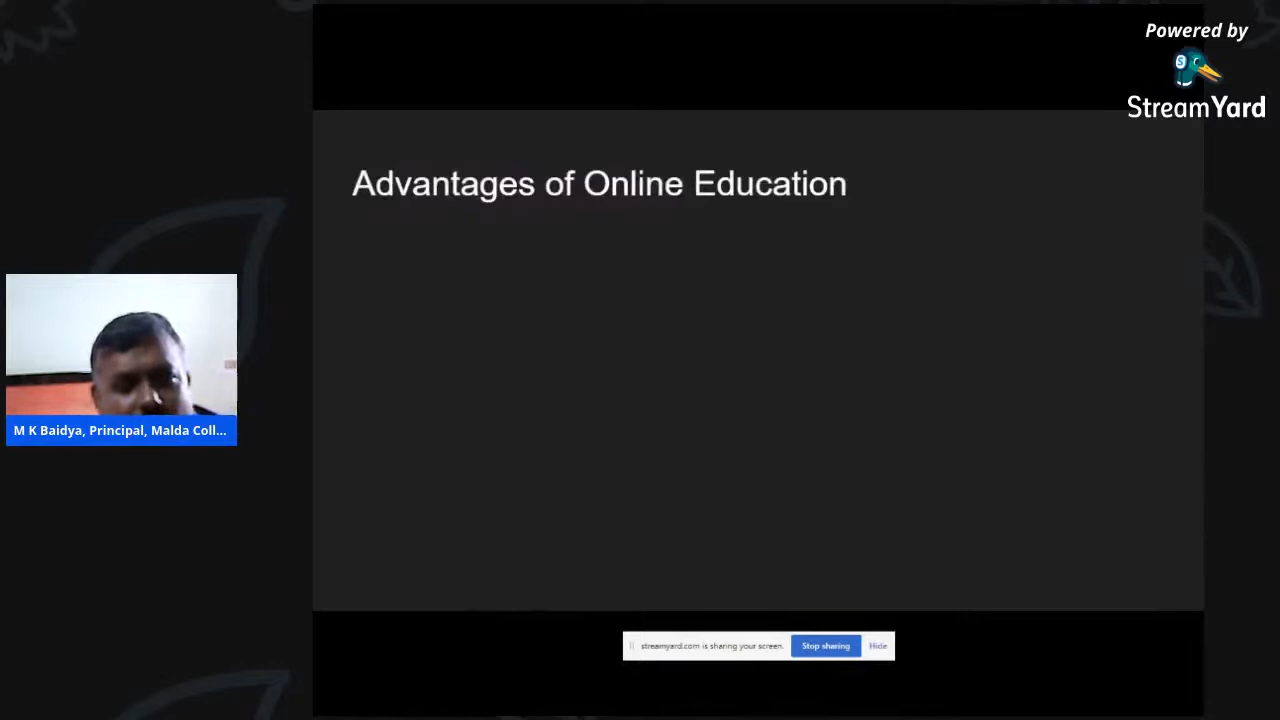 Powered by
StreamYard
Advantages of Online Education
M K Baidya, Principal, Malda Coll...
streamyard.com is sharing your screen. Stop sharing Hide